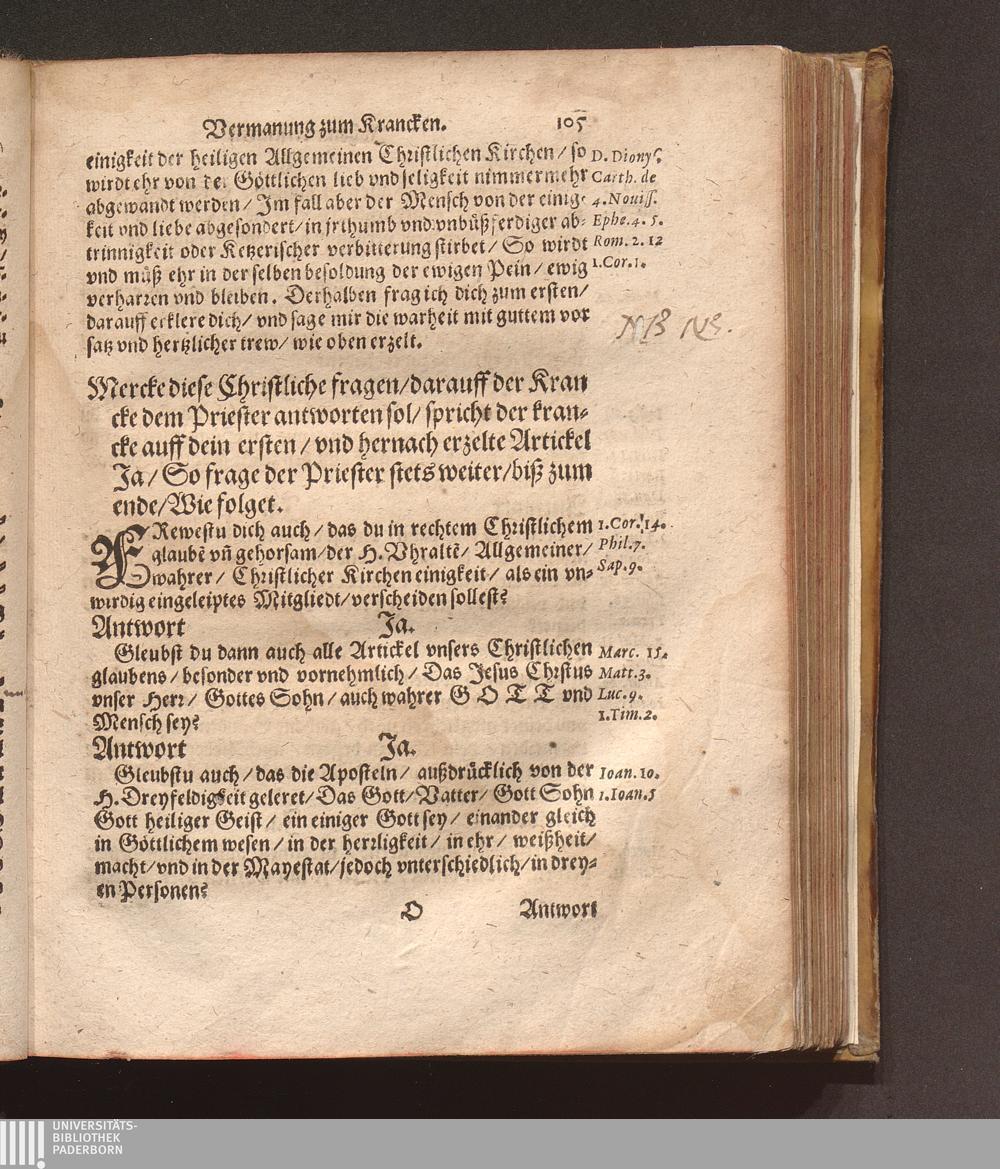 Vermanung zum Krancken. 105
einigkeit der heiligen Allgemeinen Christlichen Kirchen / so D. Dionys.
wirdt ehr von der Göttlichen lieb vnd seligkeit nimmermehr Carth. de
abgewandt werden / Im fall aber der Mensch von der einig- 4. Nouiss.
keit vnd liebe abgesondert / in jrthumb vnd vnbüßfertiger ab- Ephe. 4. 5.
trinnigkeit oder Ketzerischer verbitterung stirbet / So wirdt Rom. 2. 12
vnd müß ehr in der selben besoldung der ewigen Pein / ewig 1. Cor. 1.
verharren vnd bleiben. Derhalben frag ich dich zum ersten /
darauff erklere dich / vnd sage mir die warheit mit guttem vor
satz vnd hertzlicher trew / wie oben erzelt.
Mercke diese Christliche fragen / darauff der Kran
cke dem Priester antworten sol / spricht der kran-
cke auff dein ersten / vnd hernach erzelte Artickel
Ja / So frage der Priester stets weiter / biß zum
ende / Wie folget.
FRewestu dich auch / das du in rechtem Christlichem 1. Cor. 14.
glaubē vñ gehorsam / der H. Vhraltē / Allgemeiner / Phil. 7.
wahrer / Christlicher Kirchen einigkeit / als ein vn- Sap. 9.
wirdig eingeleiptes Mitgliedt / verscheiden sollest?
Antwort Ja.
Gleubst du dann auch alle Artickel vnsers Christlichen Marc. 15.
glaubens / besonder vnd vornehmlich / Das Jesus Chrstus Matt. 3.
vnser Herr / Gottes Sohn / auch wahrer GOTT vnd Luc. 9.
Mensch sey? 1. Tim. 2.
Antwort Ja.
Gleubstu auch / das die Aposteln / außdrücklich von der Ioan. 10.
H. Dreyfeldigkeit geleret / Das Gott / Vatter / Gott Sohn 1. Ioan. 5
Gott heiliger Geist / ein einiger Gott sey / einander gleich
in Göttlichem wesen / in der herrligkeit / in ehr / weißheit /
macht / vnd in der Mayestat / jedoch vnterschiedlich / in drey-
en Personen?
O Antwort
UNIVERSITÄTS-
BIBLIOTHEK
PADERBORN